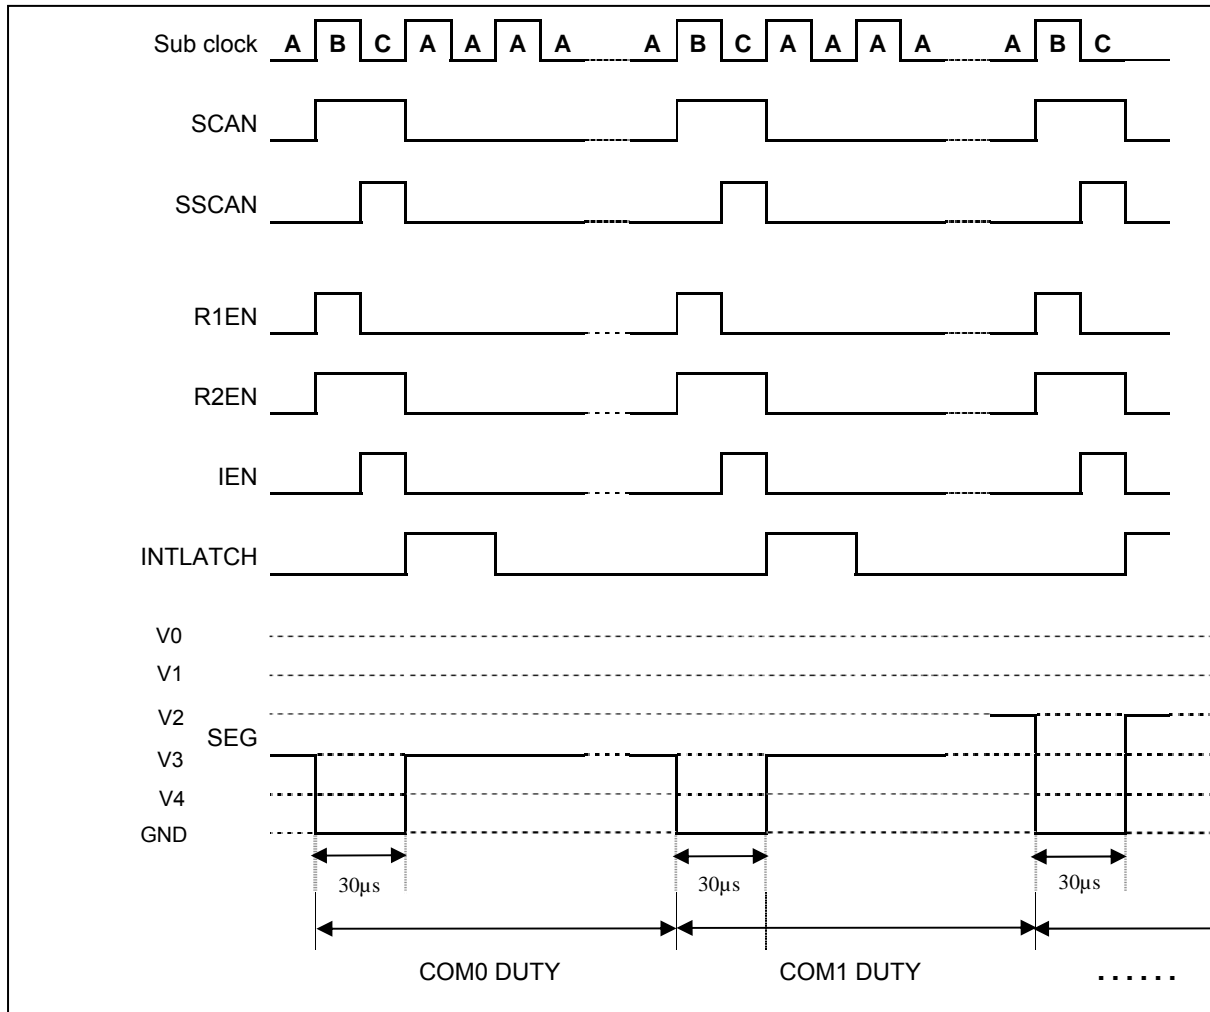 Sub clock A B C A A A A A B C A A A A A B C
SCAN
SSCAN
R1EN
R2EN
IEN
INTLATCH
V0
V1
V2
SEG
V3
V4
GND
30µs 30µs 30µs
COM0 DUTY COM1 DUTY ......